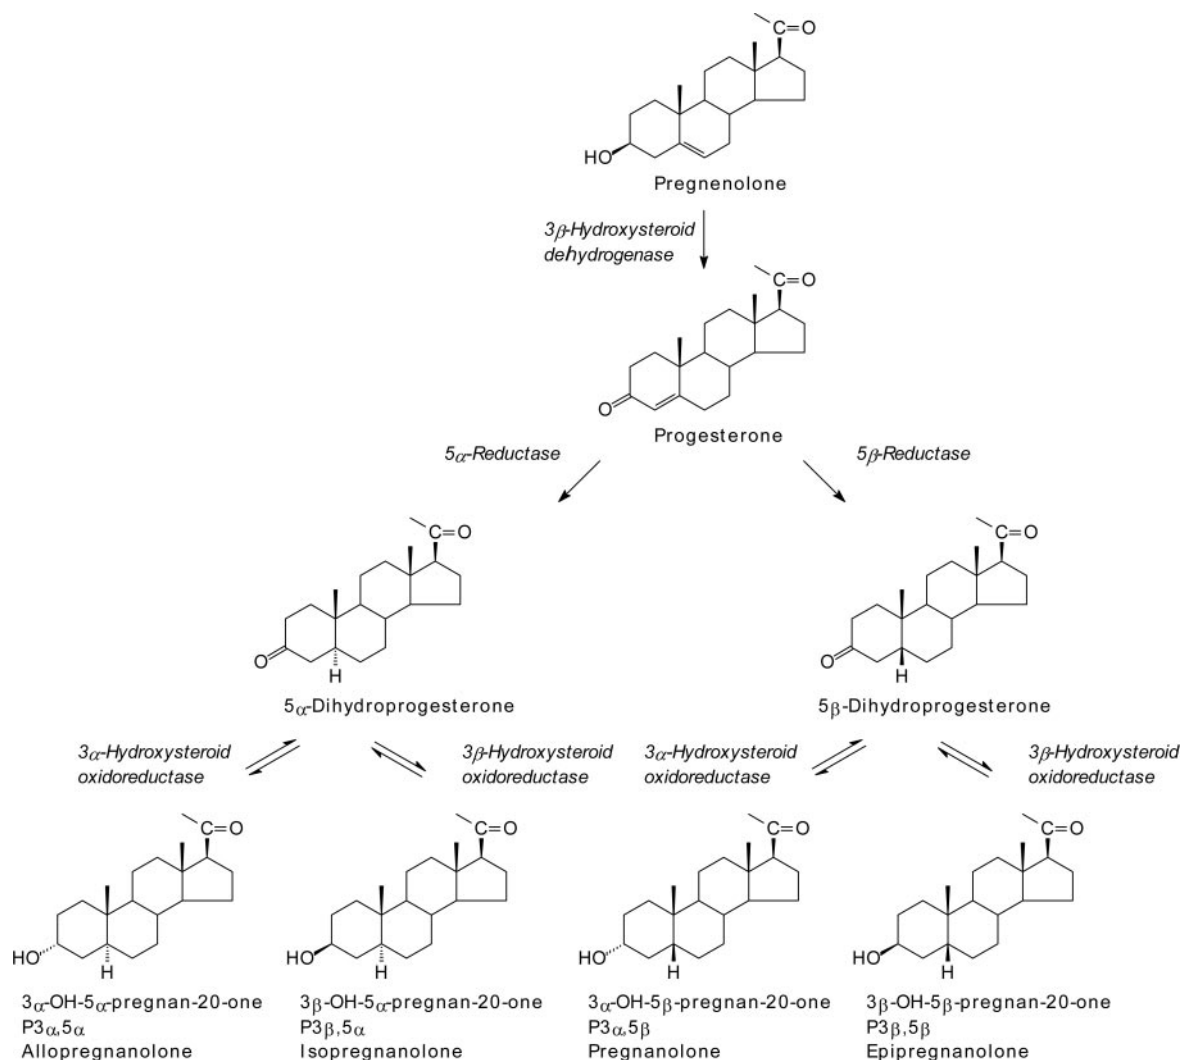 C=O
HO
Pregnenolone
3β-Hydroxysteroid
dehydrogenase
C=O
O
Progesterone
5α-Reductase
5β-Reductase
C=O
O
H
5α-Dihydroprogesterone
C=O
O
H
5β-Dihydroprogesterone
3α-Hydroxysteroid
oxidoreductase
3β-Hydroxysteroid
oxidoreductase
3α-Hydroxysteroid
oxidoreductase
3β-Hydroxysteroid
oxidoreductase
C=O
HO
H
3α-OH-5α-pregnan-20-one
P3α,5α
Allopregnanolone
C=O
HO
H
3β-OH-5α-pregnan-20-one
P3β,5α
Isopregnanolone
C=O
HO
H
3α-OH-5β-pregnan-20-one
P3α,5β
Pregnanolone
C=O
HO
H
3β-OH-5β-pregnan-20-one
P3β,5β
Epipregnanolone